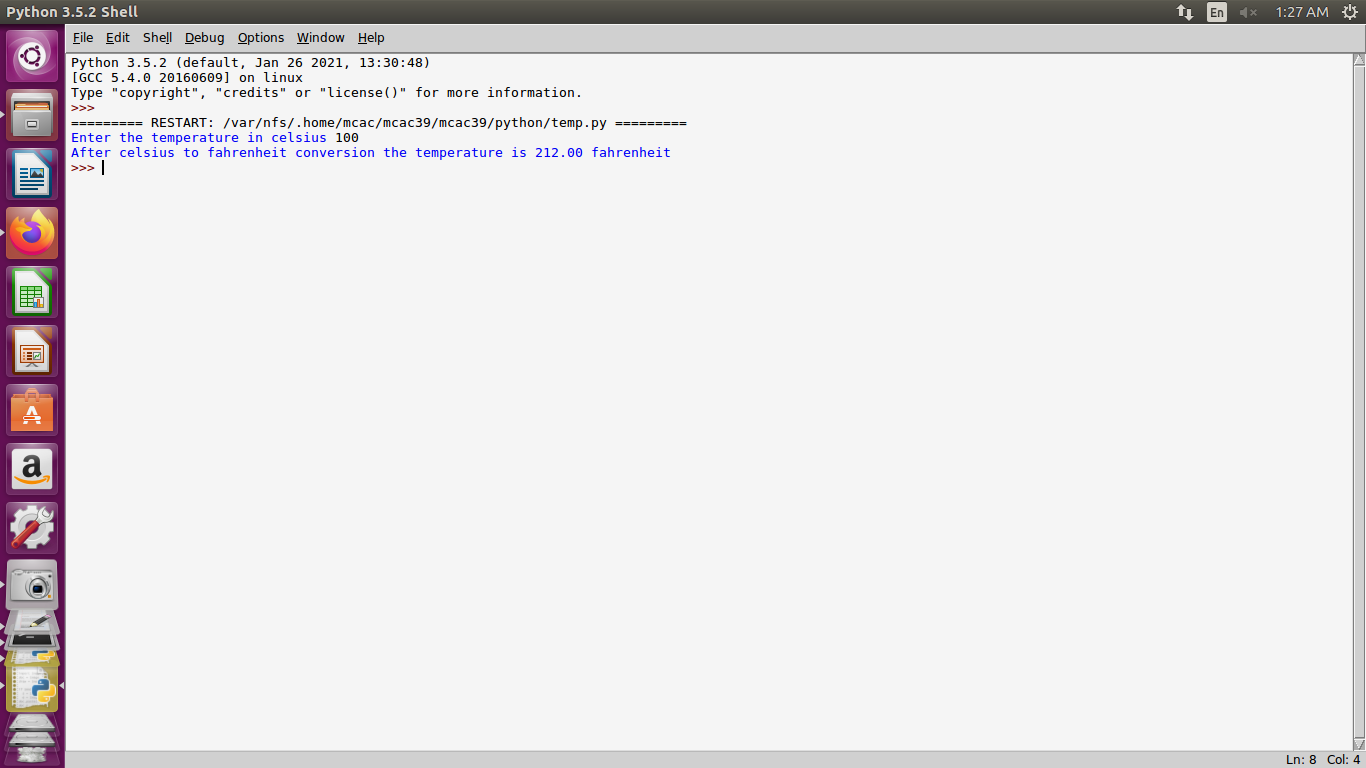 Python 3.5.2 Shell
En
1:27 AM
File Edit Shell Debug Options Window Help
Python 3.5.2 (default, Jan 26 2021, 13:30:48)
[GCC 5.4.0 20160609] on linux
Type "copyright", "credits" or "license()" for more information.
>>>
========= RESTART: /var/nfs/.home/mcac/mcac39/mcac39/python/temp.py =========
Enter the temperature in celsius 100
After celsius to fahrenheit conversion the temperature is 212.00 fahrenheit
>>>
A
a
Ln: 8 Col: 4